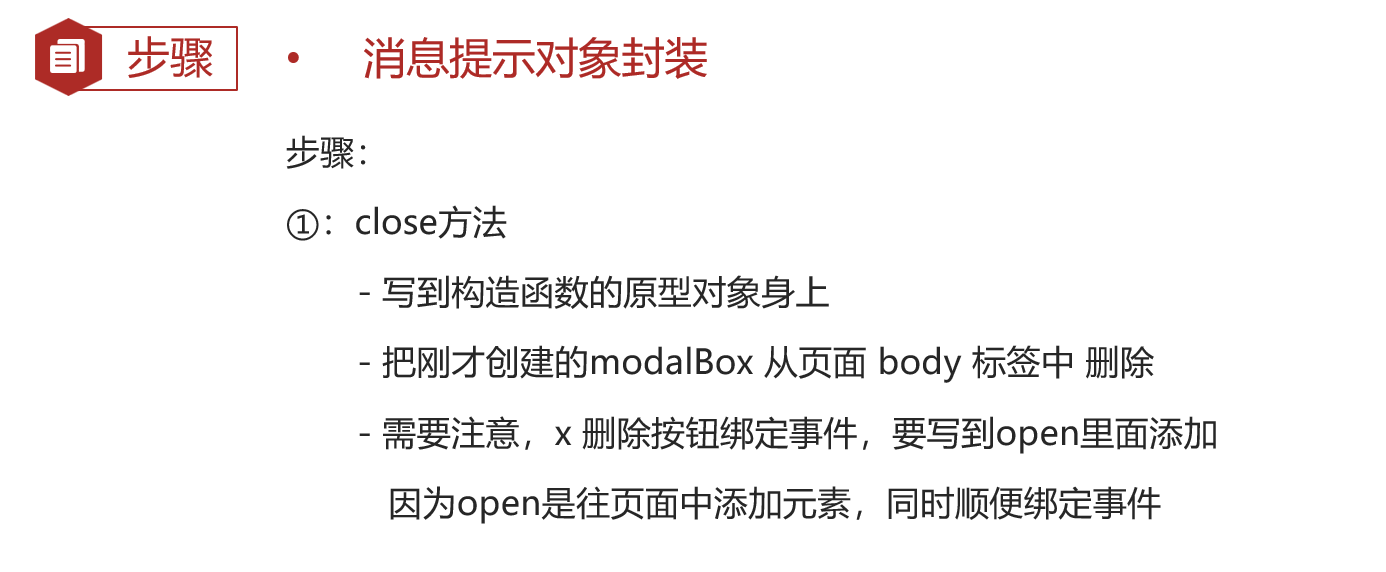 步骤 • 消息提示对象封装
步骤：
①：close方法
- 写到构造函数的原型对象身上
- 把刚才创建的modalBox 从页面 body 标签中 删除
- 需要注意，x 删除按钮绑定事件，要写到open里面添加
因为open是往页面中添加元素，同时顺便绑定事件